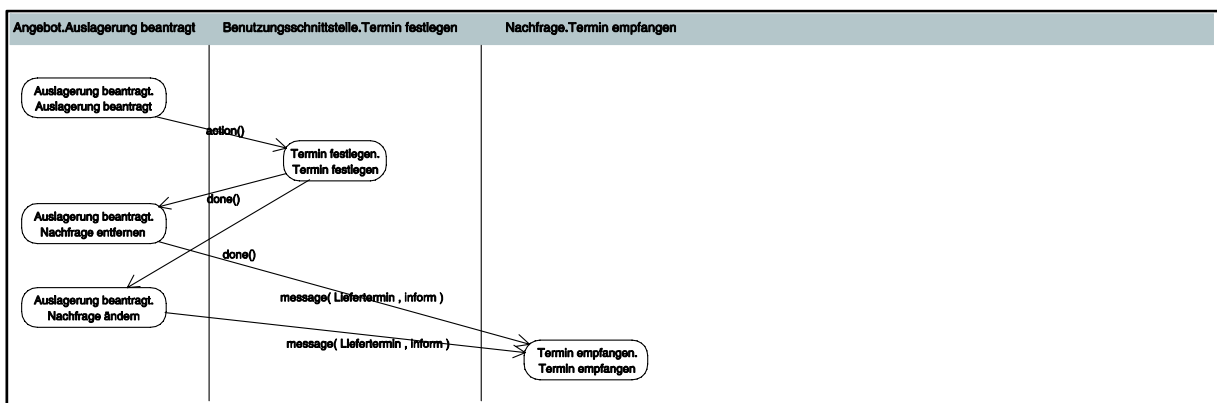 Angebot.Auslagerung beantragt
Benutzungsschnittstelle.Termin festlegen
Nachfrage.Termin empfangen
Auslagerung beantragt.
Auslagerung beantragt
action()
Termin festlegen.
Termin festlegen
done()
Auslagerung beantragt.
Nachfrage entfernen
done()
message( Liefertermin , inform )
Auslagerung beantragt.
Nachfrage ändern
message( Liefertermin , inform )
Termin empfangen.
Termin empfangen